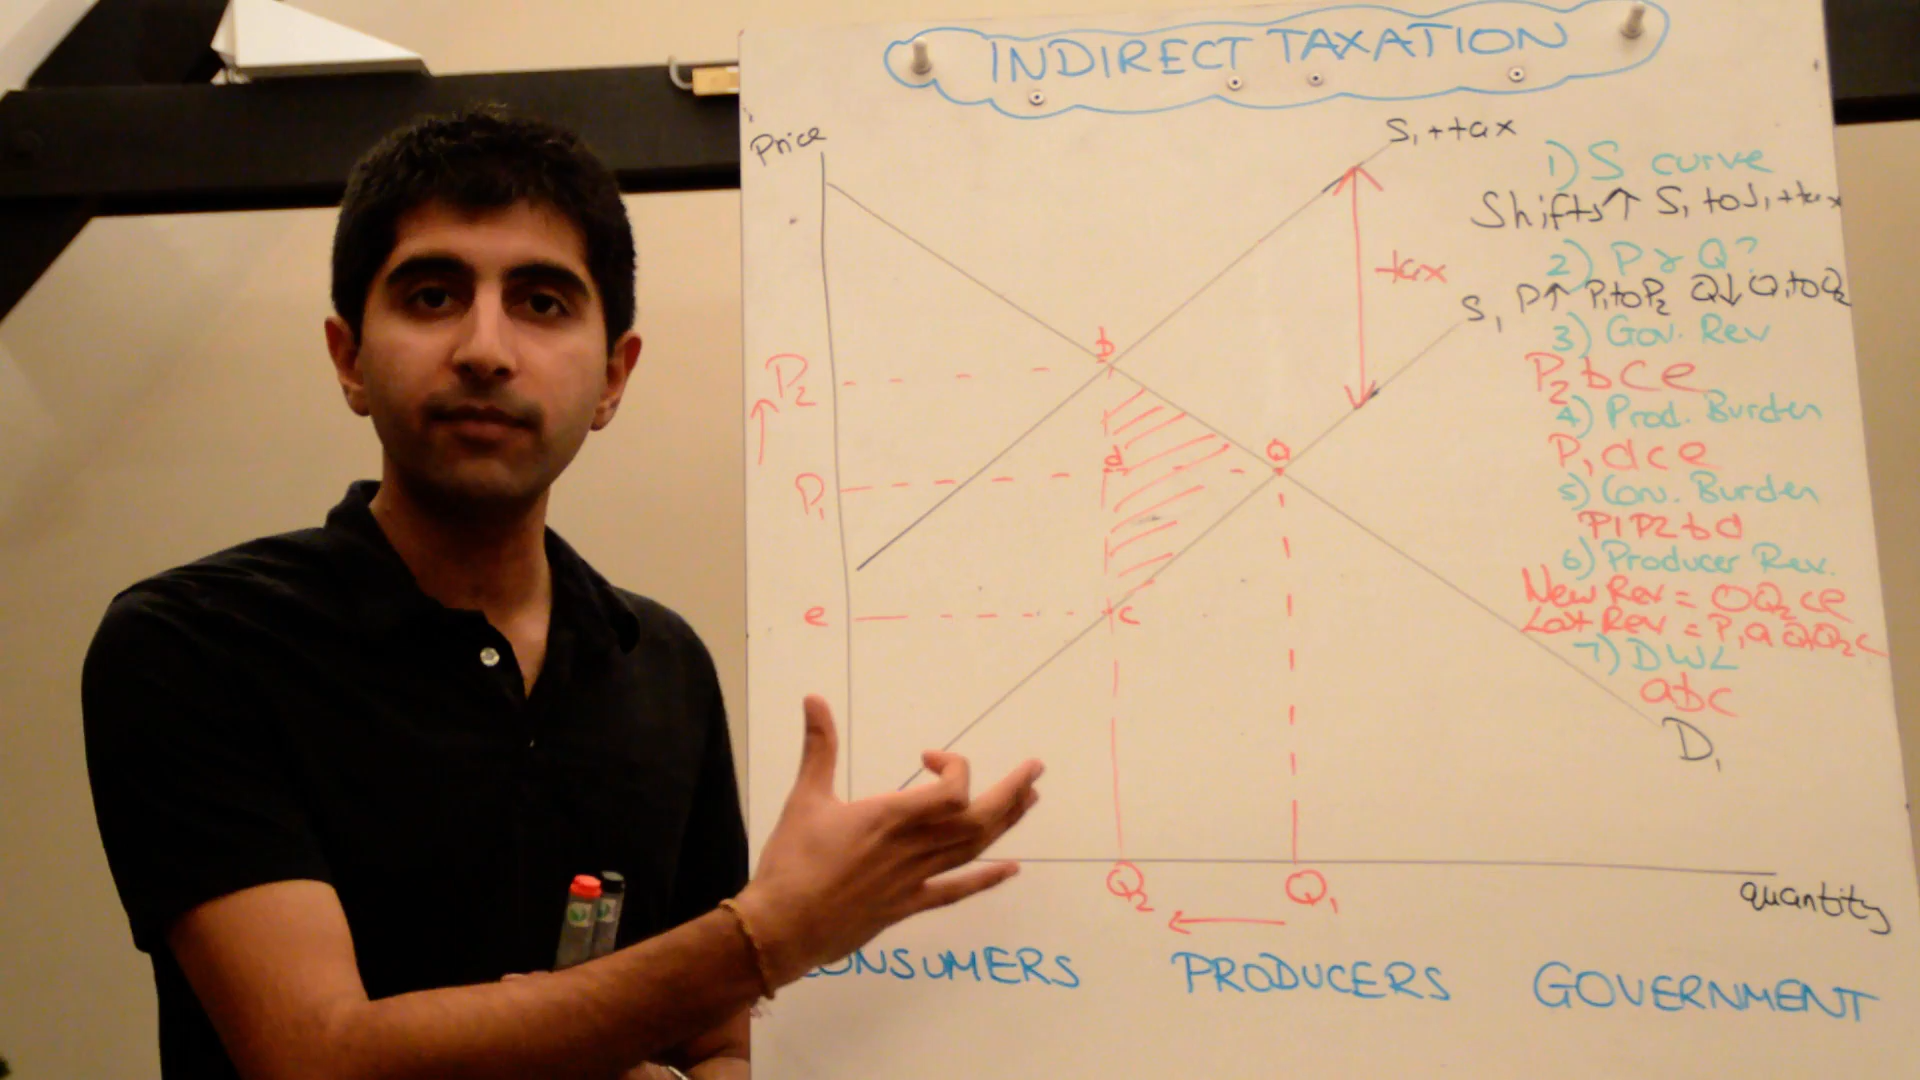 INDIRECT TAXATION
Price
S1 + tax
1) S curve
Shifts ↑ S1 to S1 + tax
2) P & Q?
P↑ P1 to P2 Q↓ Q1 to Q2
tax
S1
3) Gov. Rev
P2bce
4) Prod. Burden
P1dce
5) Con. Burden
P1P2bd
6) Producer Rev.
New Rev = OQ2ce
Lost Rev = P1aQ1Q2ce
7) DWL
abc
b
P2
a
d
P1
e
c
D1
Q2
Q1
quantity
CONSUMERS PRODUCERS GOVERNMENT